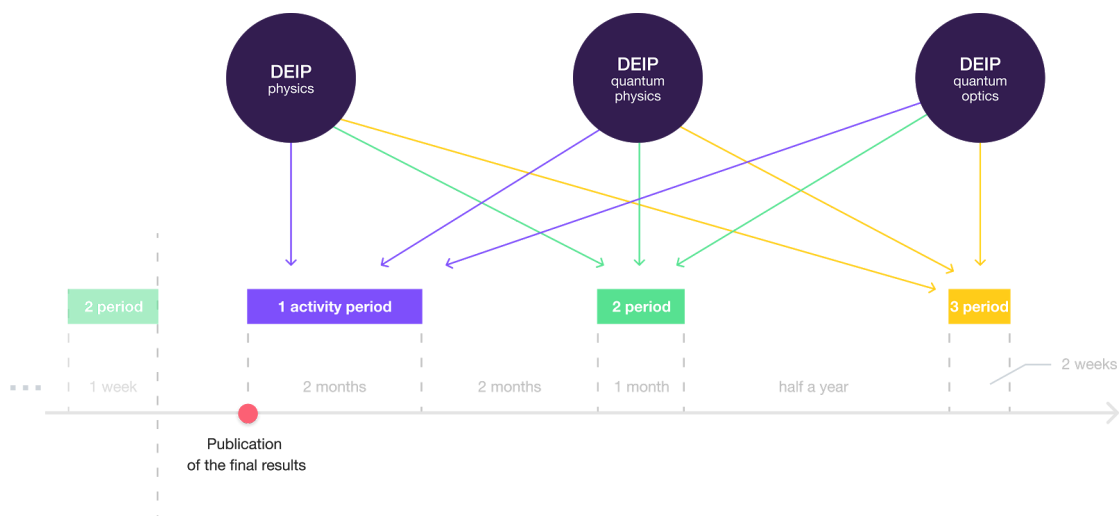 DEIP
physics
DEIP
quantum
physics
DEIP
quantum
optics
2 period
1 activity period
2 period
3 period
2 weeks
1 week
2 months
2 months
1 month
half a year
Publication
of the final results